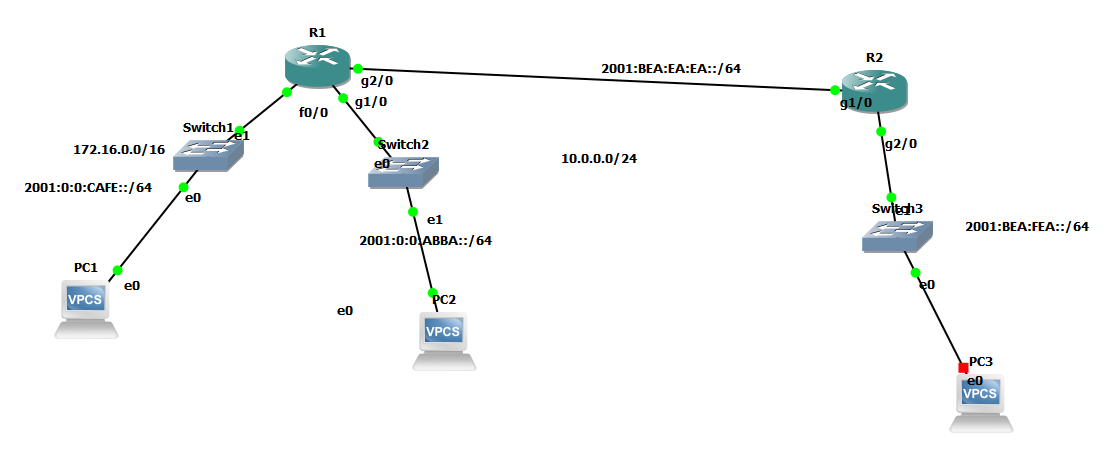 R1
R2
g2/0
2001:BEA:EA:EA::/64
g1/0
g1/0
f0/0
Switch1
e1
172.16.0.0/16
Switch2
e0
g2/0
10.0.0.0/24
2001:0:0:CAFE::/64
e0
Switch3
e1
e1
2001:0:0:ABBA::/64
2001:BEA:FEA::/64
PC1
e0
VPCS
PC2
e0
VPCS
e0
PC3
e0
VPCS